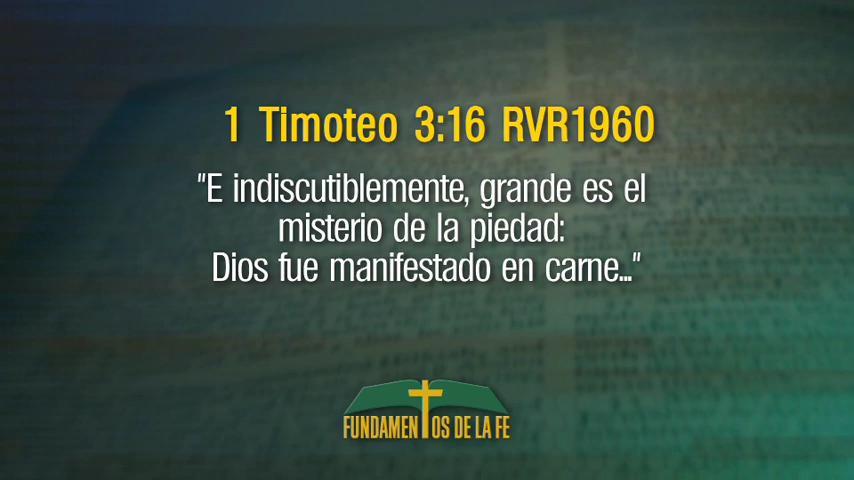 1 Timoteo 3:16 RVR1960
"E indiscutiblemente, grande es el
misterio de la piedad:
Dios fue manifestado en carne..."
FUNDAMENTOS DE LA FE